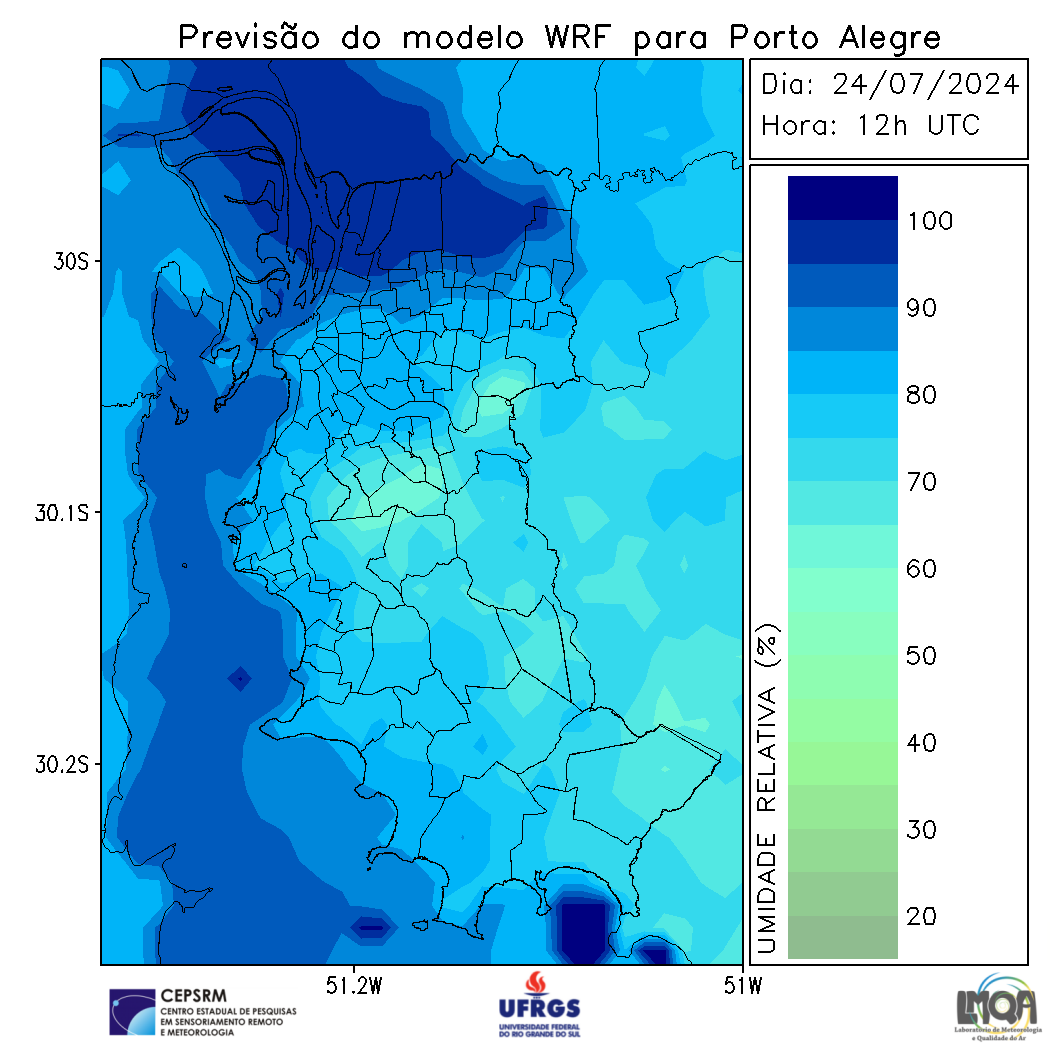 Previsão do modelo WRF para Porto Alegre
Dia: 24/07/2024
Hora: 12h UTC
100
90
80
70
60
50
40
30
20
UMIDADE RELATIVA (%)
30S
30.1S
30.2S
51.2W
51W
CEPSRM
CENTRO ESTADUAL DE PESQUISAS
EM SENSORIAMENTO REMOTO
E METEOROLOGIA
UFRGS
UNIVERSIDADE FEDERAL
DO RIO GRANDE DO SUL
LMQA
Laboratório de Meteorologia
e Qualidade do Ar